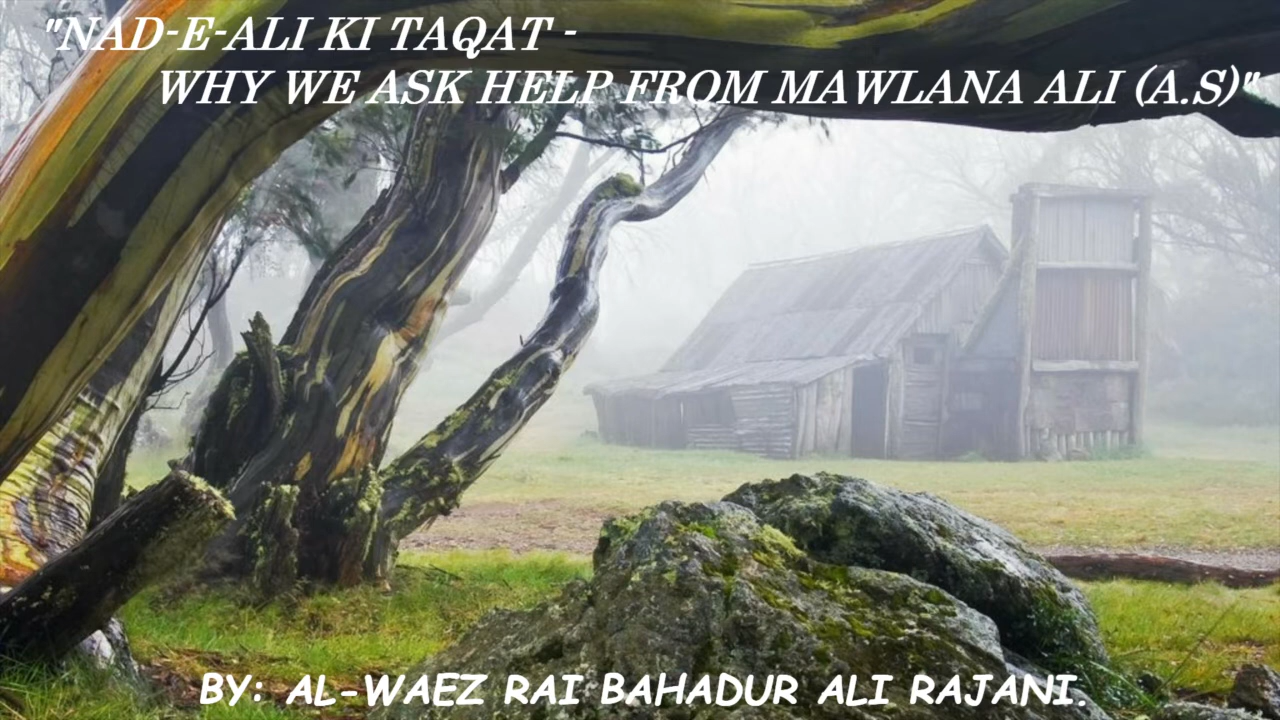 "NAD-E-ALI KI TAQAT -
WHY WE ASK HELP FROM MAWLANA ALI (A.S)"
BY: AL-WAEZ RAI BAHADUR ALI RAJANI.